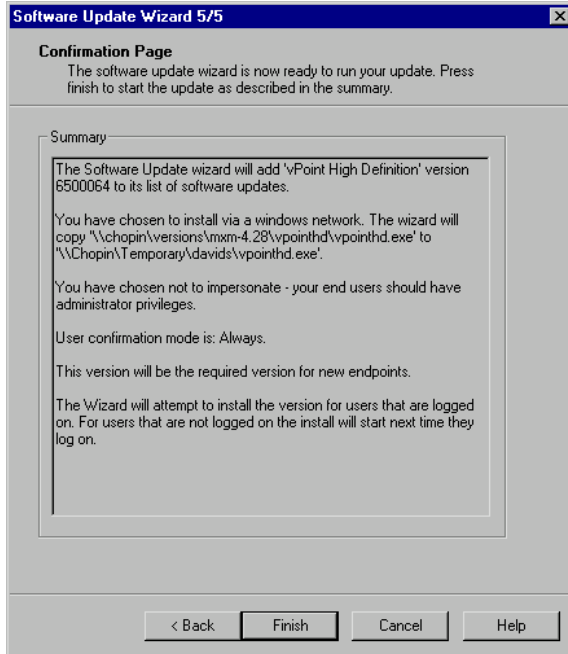 Software Update Wizard 5/5
Confirmation Page
The software update wizard is now ready to run your update. Press
finish to start the update as described in the summary.
Summary
The Software Update wizard will add 'vPoint High Definition' version
6500064 to its list of software updates.
You have chosen to install via a windows network. The wizard will
copy '\\chopin\versions\mxm-4.28\vpointhd\vpointhd.exe' to
'\\Chopin\Temporary\davids\vpointhd.exe'.
You have chosen not to impersonate - your end users should have
administrator privileges.
User confirmation mode is: Always.
This version will be the required version for new endpoints.
The Wizard will attempt to install the version for users that are logged
on. For users that are not logged on the install will start next time they
log on.
< Back
Finish
Cancel
Help